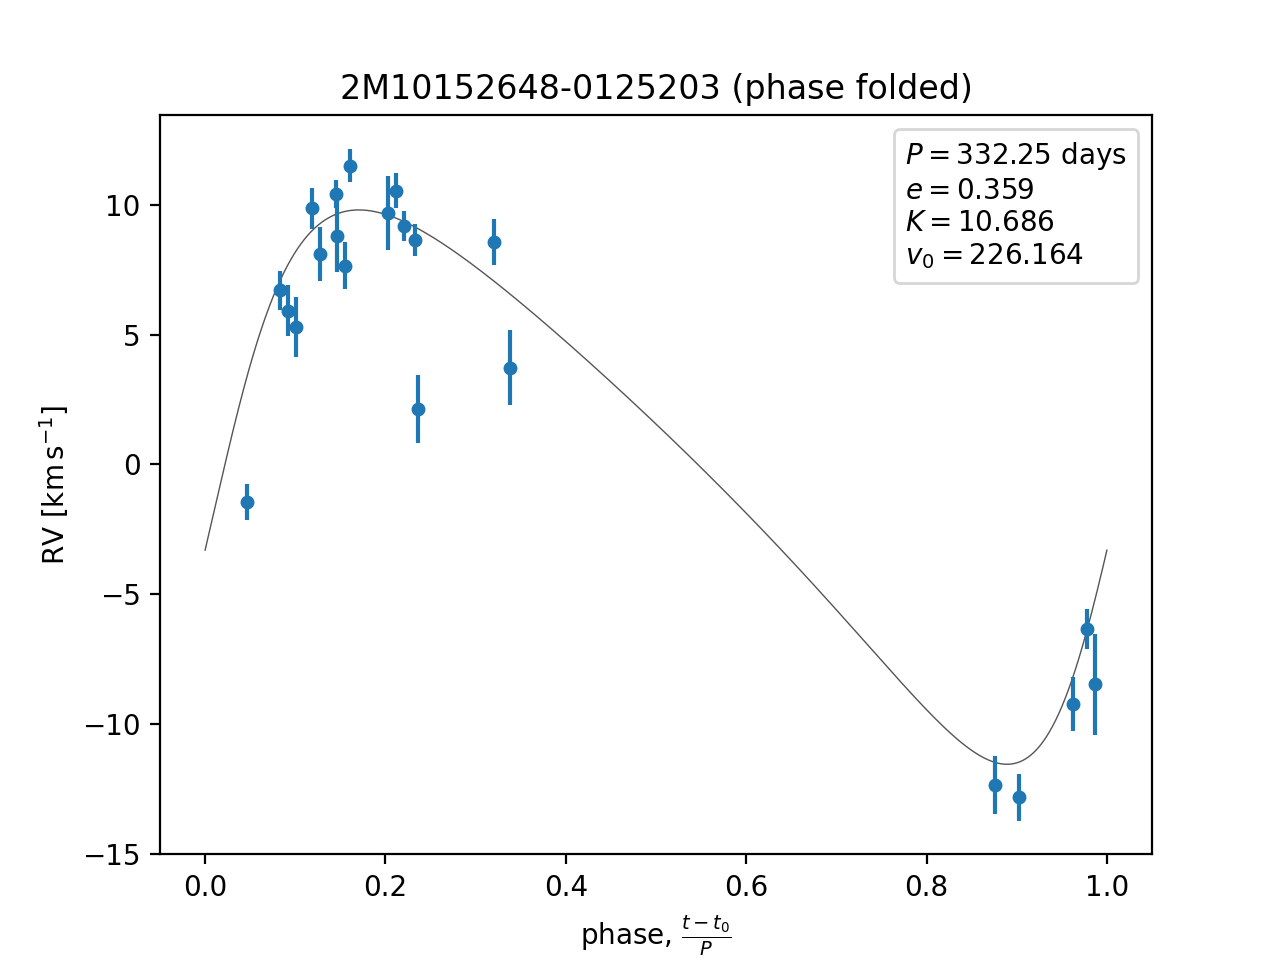 2M10152648-0125203 (phase folded)
P = 332.25 days
e = 0.359
K = 10.686
v₀ = 226.164
RV [km s⁻¹]
10
5
0
−5
−10
−15
0.0 0.2 0.4 0.6 0.8 1.0
phase, (t − t₀)/P